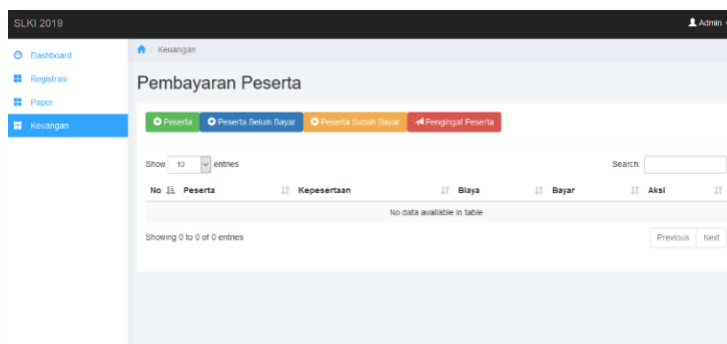 SLKI 2019
Admin
Dashboard
Registrasi
Paper
Keuangan
/ Keuangan
Pembayaran Peserta
Peserta Peserta Belum Bayar Peserta Sudah Bayar Pengingat Peserta
Show 10 entries Search:
No Peserta Kepesertaan Biaya Bayar Aksi
No data available in table
Showing 0 to 0 of 0 entries Previous Next